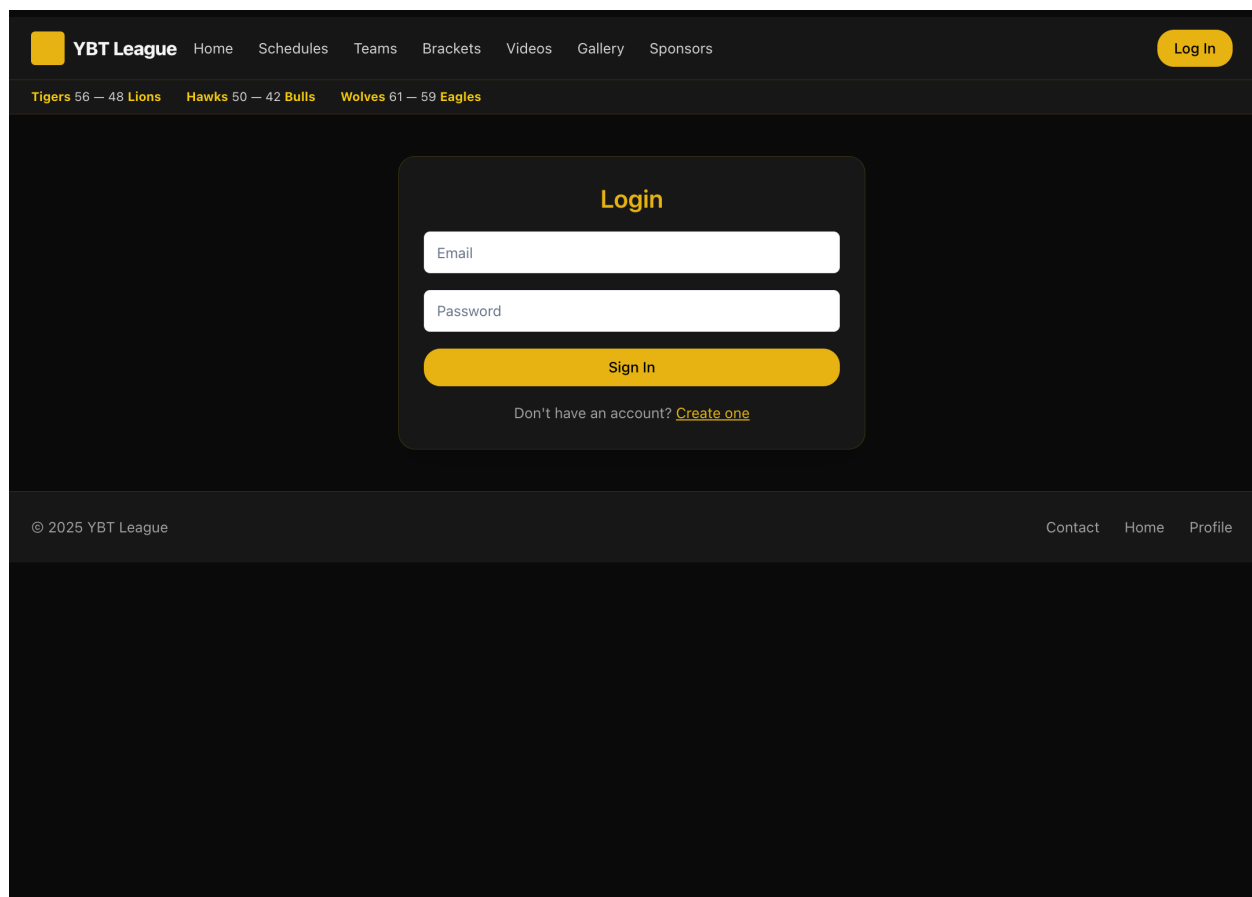 YBT League Home Schedules Teams Brackets Videos Gallery Sponsors Log In
Tigers 56 — 48 Lions Hawks 50 — 42 Bulls Wolves 61 — 59 Eagles
Login
Email
Password
Sign In
Don't have an account? Create one
© 2025 YBT League Contact Home Profile